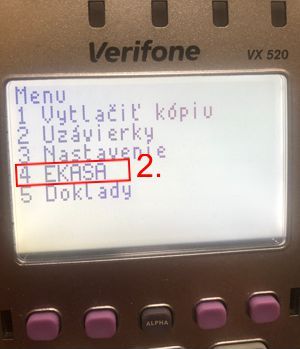 Verifone VX 520
Menu
1 Vytlačiť kópiu
2 Uzávierky
3 Nastavenie
4 EKASA 2.
5 Doklady
ALPHA